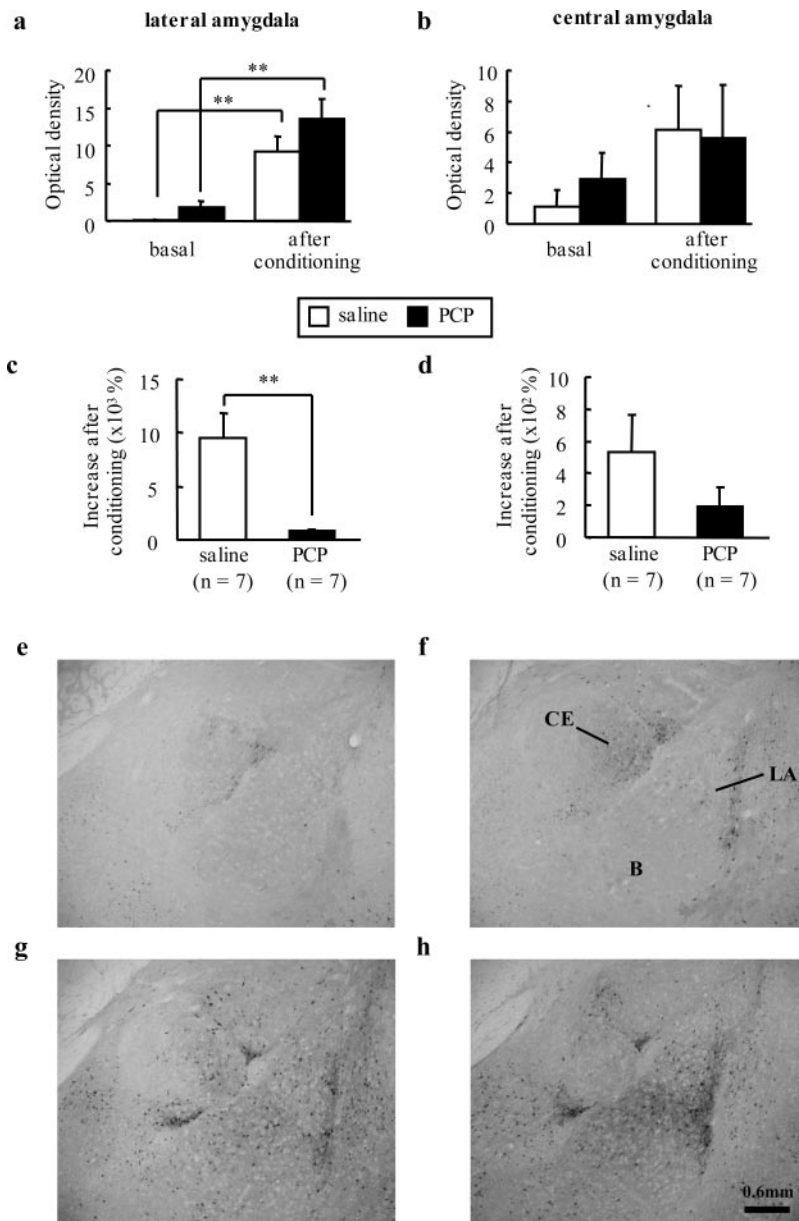 a
lateral amygdala
b
central amygdala
Optical density
20
15
10
5
0
**
**
basal
after
conditioning
Optical density
10
8
6
4
2
0
basal
after
conditioning
saline PCP
c
Increase after
conditioning (x10³ %)
15
10
5
0
**
saline PCP
(n = 7) (n = 7)
d
Increase after
conditioning (x10² %)
10
8
6
4
2
0
saline PCP
(n = 7) (n = 7)
e
f
CE
LA
B
g
h
0.6mm